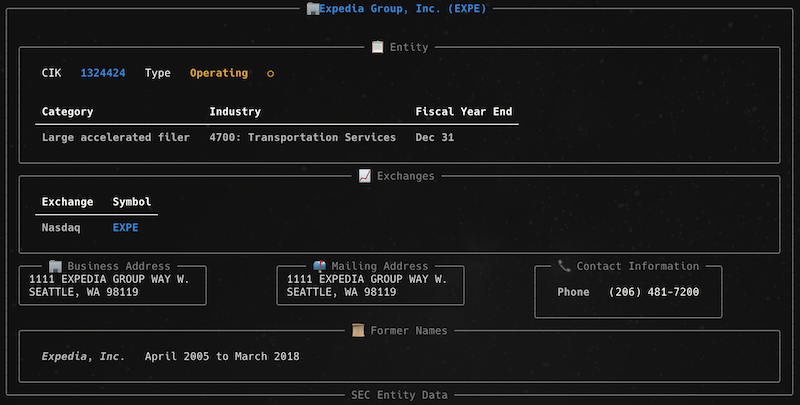 Expedia Group, Inc. (EXPE)
Entity
CIK 1324424 Type Operating
Category Industry Fiscal Year End
Large accelerated filer 4700: Transportation Services Dec 31
Exchanges
Exchange Symbol
Nasdaq EXPE
Business Address
1111 EXPEDIA GROUP WAY W.
SEATTLE, WA 98119
Mailing Address
1111 EXPEDIA GROUP WAY W.
SEATTLE, WA 98119
Contact Information
Phone (206) 481-7200
Former Names
Expedia, Inc. April 2005 to March 2018
SEC Entity Data